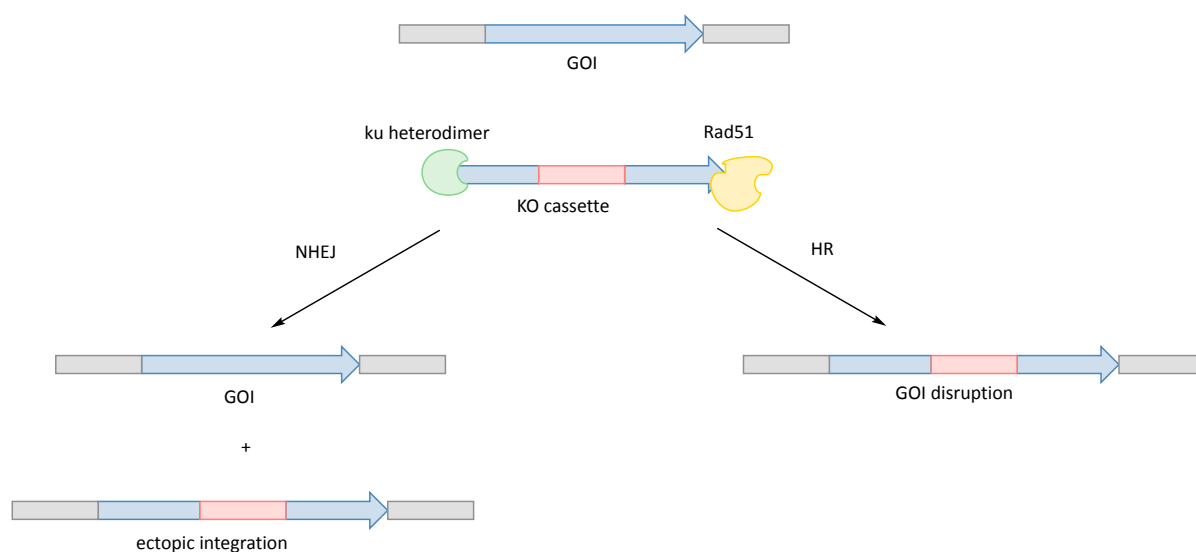 GOI
ku heterodimer
Rad51
KO cassette
NHEJ
HR
GOI
GOI disruption
+
ectopic integration